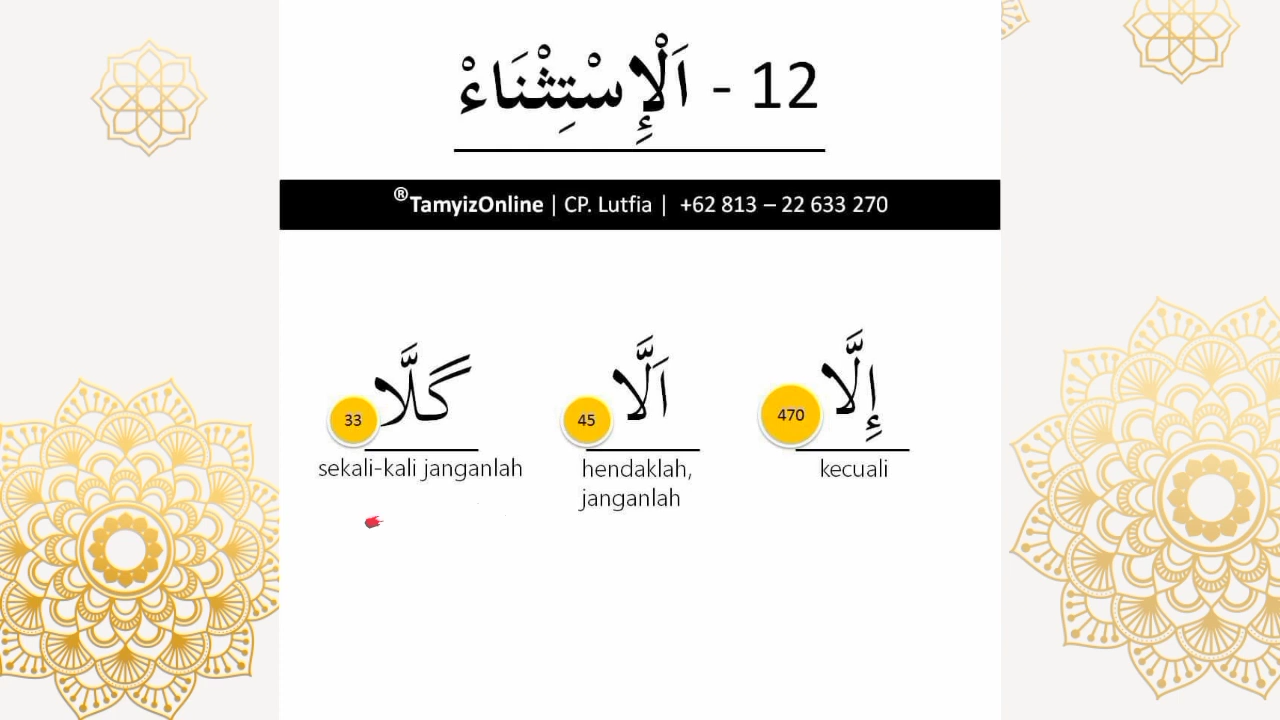 12 - اَلْإِسْتِثْنَاءْ
®TamyizOnline | CP. Lutfia | +62 813 – 22 633 270
إِلَّا 470
kecuali
اَلَّا 45
hendaklah,
janganlah
كَلَّا 33
sekali-kali janganlah